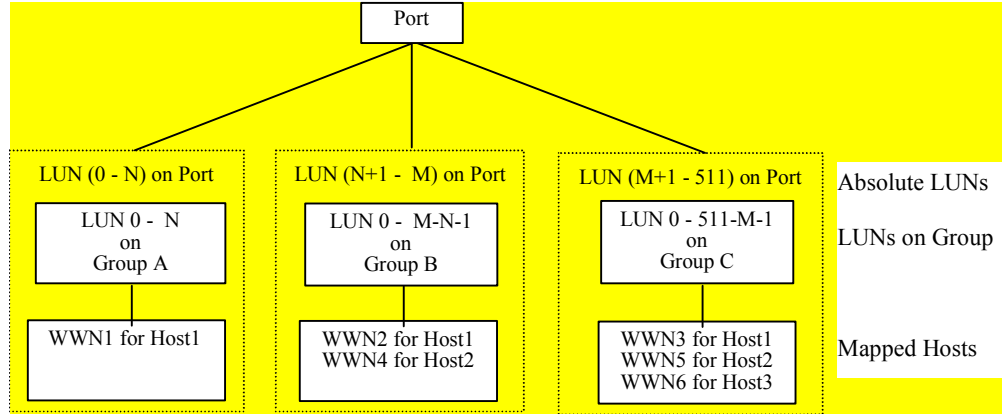 Port
LUN (0 - N) on Port
LUN (N+1 - M) on Port
LUN (M+1 - 511) on Port
Absolute LUNs
LUN 0 - N
on
Group A
LUN 0 - M-N-1
on
Group B
LUN 0 - 511-M-1
on
Group C
LUNs on Group
WWN1 for Host1
WWN2 for Host1
WWN4 for Host2
WWN3 for Host1
WWN5 for Host2
WWN6 for Host3
Mapped Hosts